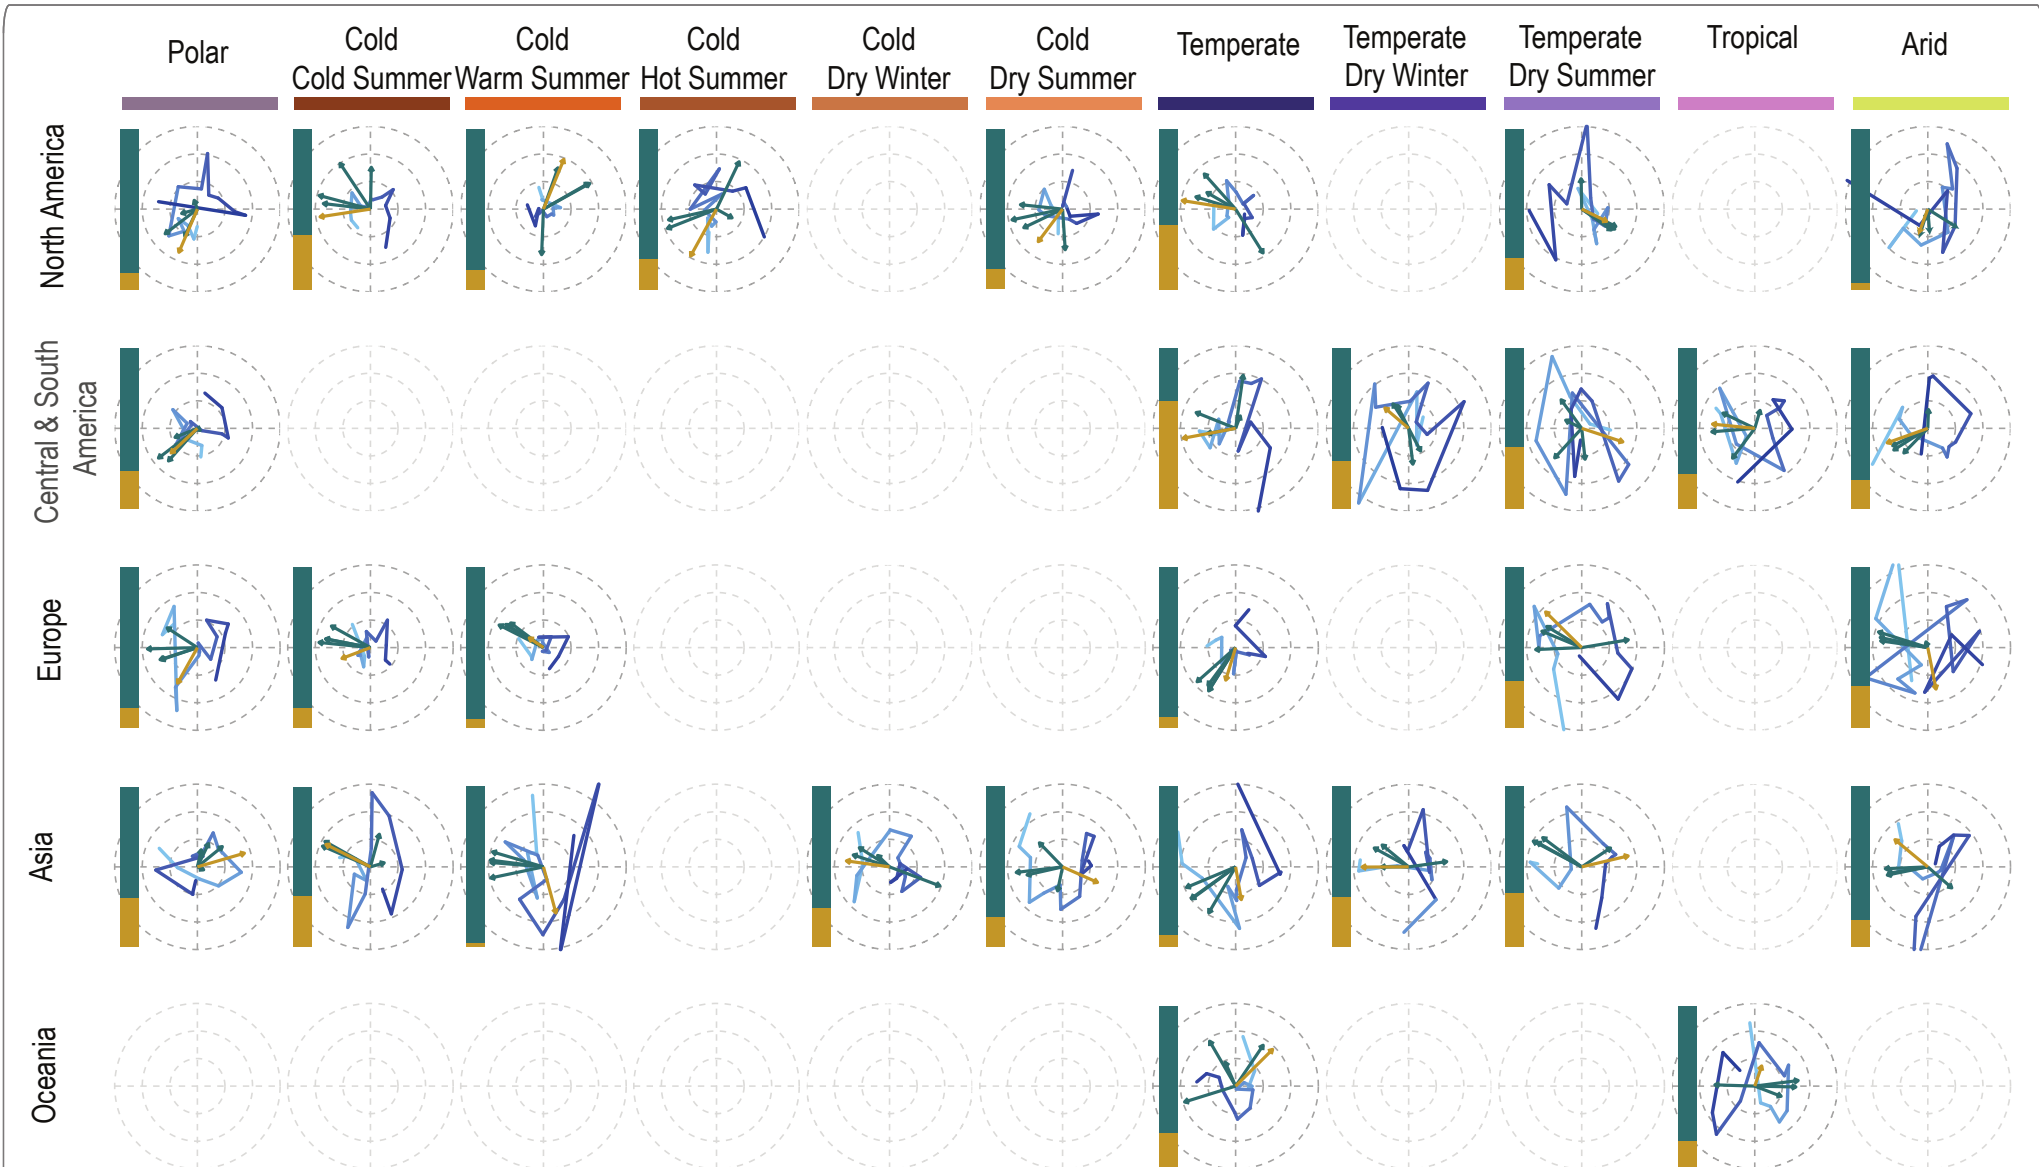 Polar
Cold
Cold Summer
Cold
Warm Summer
Cold
Hot Summer
Cold
Dry Winter
Cold
Dry Summer
Temperate
Temperate
Dry Winter
Temperate
Dry Summer
Tropical
Arid
North America
Central & South
America
Europe
Asia
Oceania